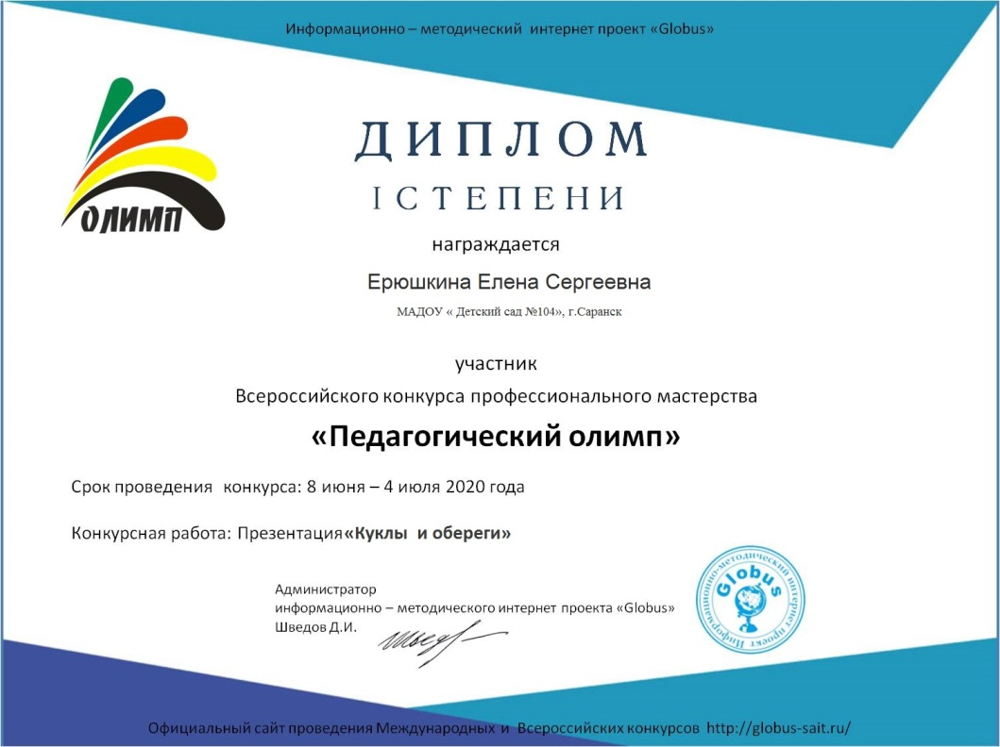 Информационно – методический интернет проект «Globus»
ОЛИМП
ДИПЛОМ
I СТЕПЕНИ
награждается
Ерюшкина Елена Сергеевна
МАДОУ « Детский сад №104», г.Саранск
участник
Всероссийского конкурса профессионального мастерства
«Педагогический олимп»
Срок проведения конкурса: 8 июня – 4 июля 2020 года
Конкурсная работа: Презентация«Куклы и обереги»
Администратор
информационно – методического интернет проекта «Globus»
Шведов Д.И.
Шведов
Информационно-методический интернет проект
Globus
Официальный сайт проведения Международных и Всероссийских конкурсов http://globus-sait.ru/